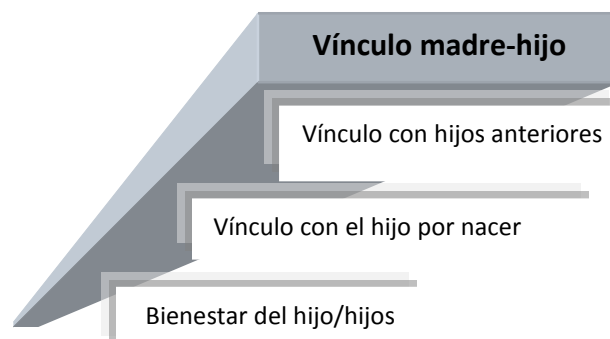 Vínculo madre-hijo
Vínculo con hijos anteriores
Vínculo con el hijo por nacer
Bienestar del hijo/hijos